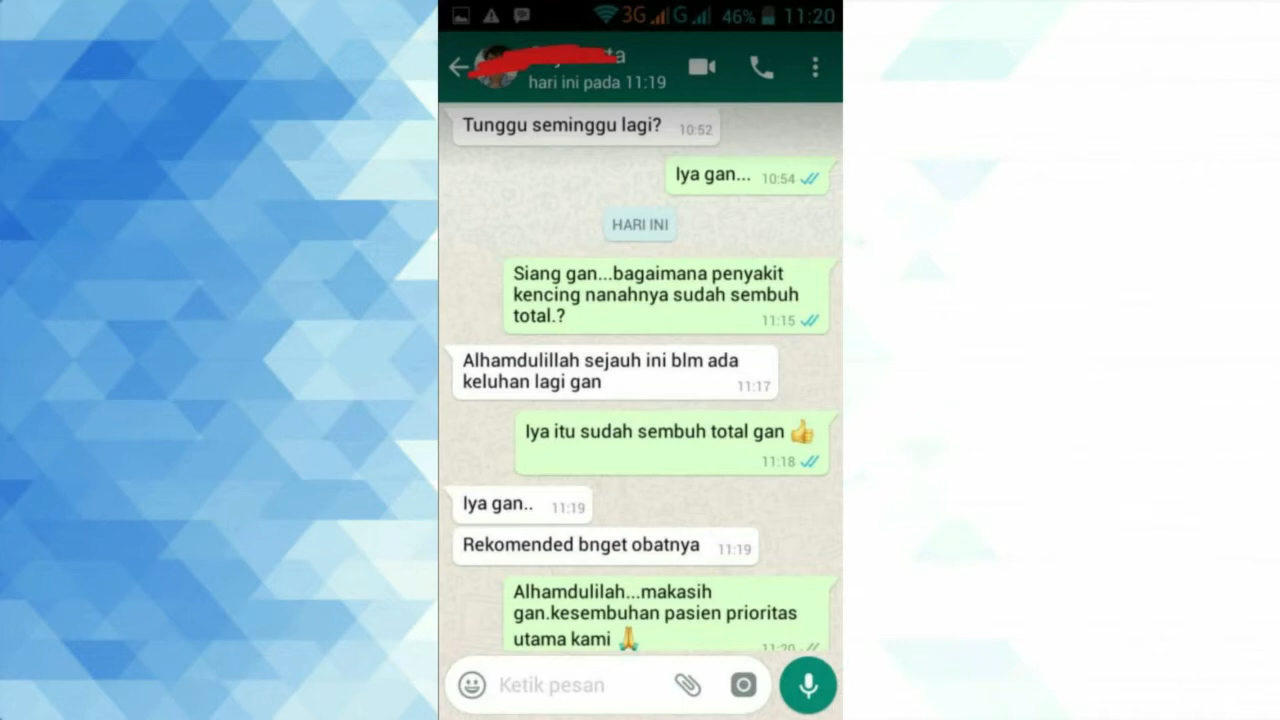 3G G 46% 11:20
ta
hari ini pada 11:19
Tunggu seminggu lagi? 10:52
Iya gan... 10:54
HARI INI
Siang gan...bagaimana penyakit
kencing nanahnya sudah sembuh
total.? 11:15
Alhamdulillah sejauh ini blm ada
keluhan lagi gan 11:17
Iya itu sudah sembuh total gan 👍
11:18
Iya gan.. 11:19
Rekomended bnget obatnya 11:19
Alhamdulilah...makasih
gan.kesembuhan pasien prioritas
utama kami 🙏 11:20
Ketik pesan